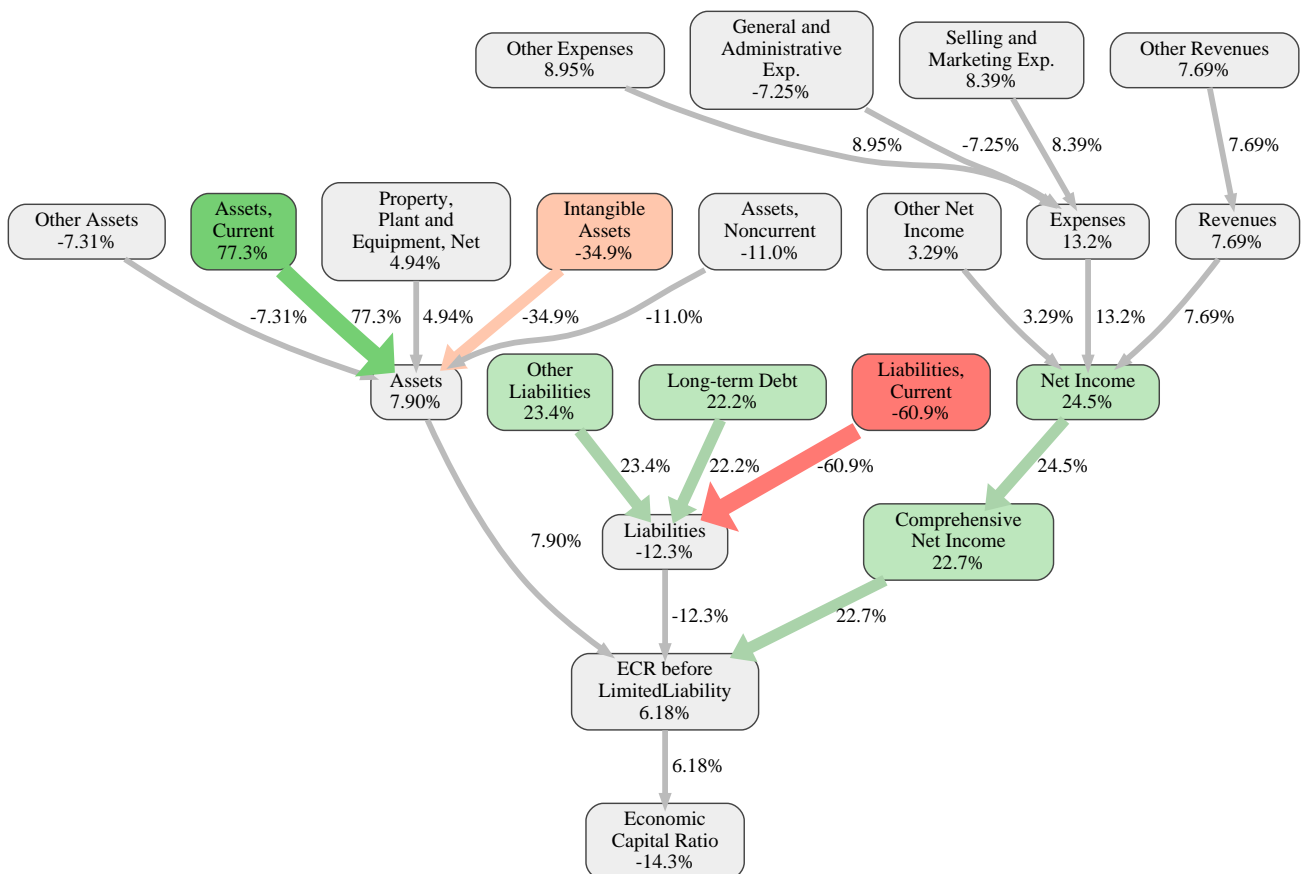 Other Expenses
8.95%
General and
Administrative
Exp.
-7.25%
Selling and
Marketing Exp.
8.39%
Other Revenues
7.69%
8.95%
-7.25%
8.39%
7.69%
Other Assets
-7.31%
Assets,
Current
77.3%
Property,
Plant and
Equipment, Net
4.94%
Intangible
Assets
-34.9%
Assets,
Noncurrent
-11.0%
Other Net
Income
3.29%
Expenses
13.2%
Revenues
7.69%
-7.31%
77.3%
4.94%
-34.9%
-11.0%
3.29%
13.2%
7.69%
Assets
7.90%
Other
Liabilities
23.4%
Long-term Debt
22.2%
Liabilities,
Current
-60.9%
Net Income
24.5%
23.4%
22.2%
-60.9%
24.5%
7.90%
Liabilities
-12.3%
Comprehensive
Net Income
22.7%
-12.3%
22.7%
ECR before
LimitedLiability
6.18%
6.18%
Economic
Capital Ratio
-14.3%